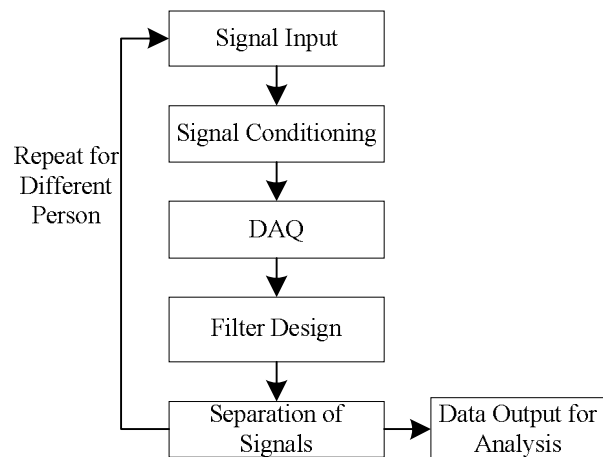 Signal Input
Signal Conditioning
Repeat for
Different
Person
DAQ
Filter Design
Separation of
Signals
Data Output for
Analysis